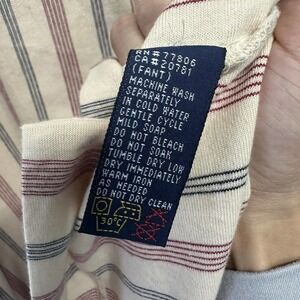 RN# 77806
CA# 20781
(FANT)
MACHINE WASH
SEPARATELY
IN COLD WATER
GENTLE CYCLE
MILD SOAP
DO NOT BLEACH
DO NOT SOAK
TUMBLE DRY LOW
DRY IMMEDIATELY
WARM IRON
AS NEEDED
DO NOT DRY CLEAN
30°C